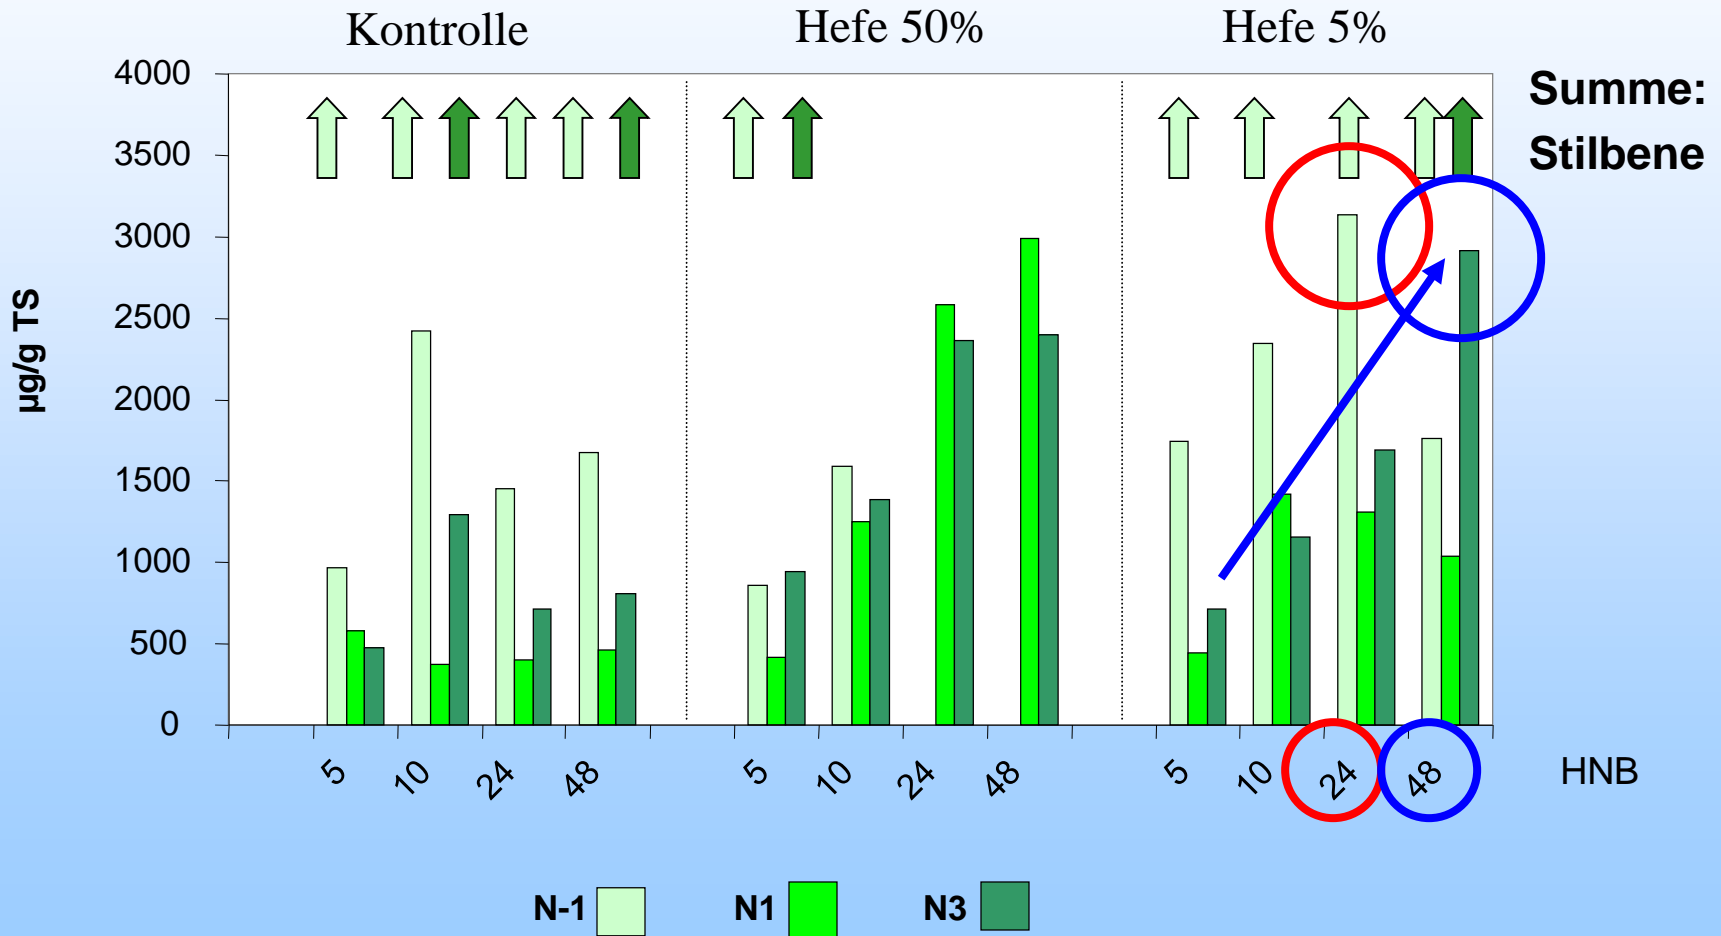 Kontrolle Hefe 50% Hefe 5%
Summe:
Stilbene
4000
3500
3000
2500
2000
1500
1000
500
0
µg/g TS
5 10 24 48 5 10 24 48 5 10 24 48 HNB
N-1 N1 N3